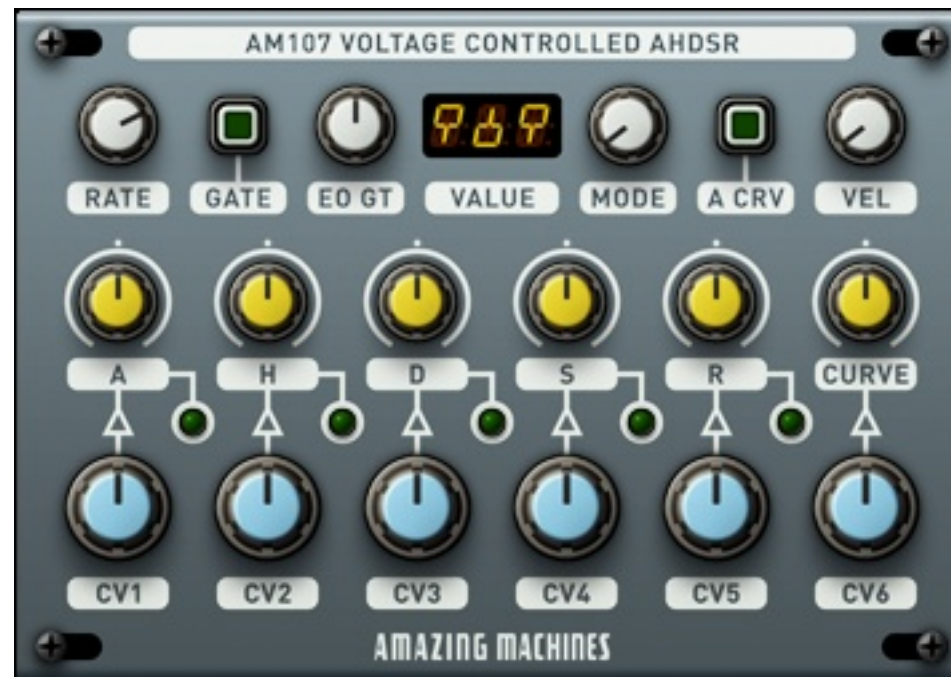 AM107 VOLTAGE CONTROLLED AHDSR
RATE GATE EO GT VALUE MODE A CRV VEL
A H D S R CURVE
CV1 CV2 CV3 CV4 CV5 CV6
AMAZING MACHINES